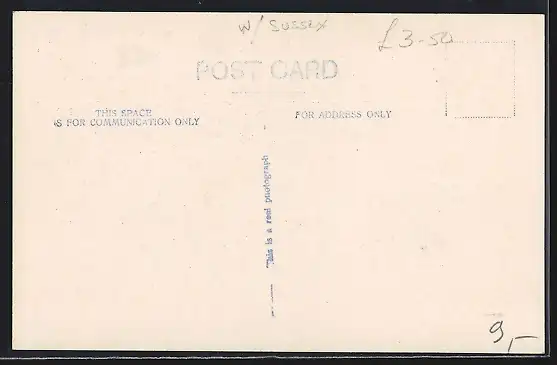 W/ SUSSEX
£3-50
POST CARD
THIS SPACE
IS FOR COMMUNICATION ONLY
FOR ADDRESS ONLY
This is a real photograph
9,-